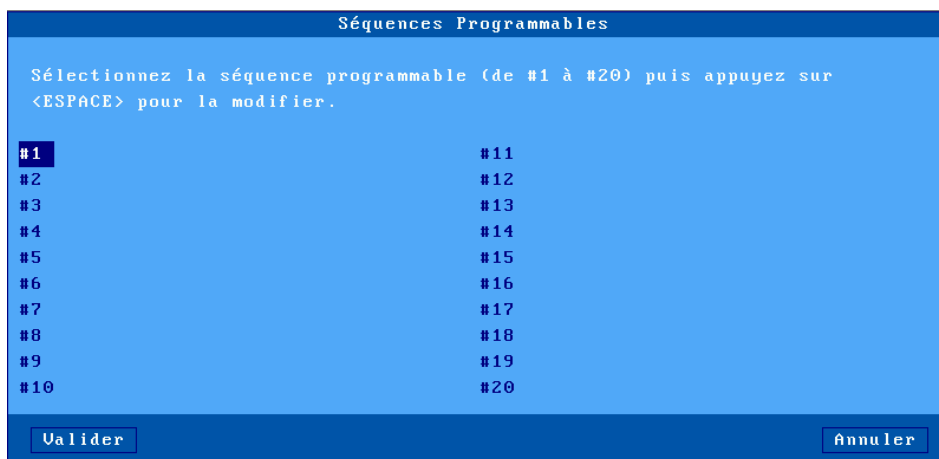 Séquences Programmables
Sélectionnez la séquence programmable (de #1 à #20) puis appuyez sur
<ESPACE> pour la modifier.
#1 #11
#2 #12
#3 #13
#4 #14
#5 #15
#6 #16
#7 #17
#8 #18
#9 #19
#10 #20
Valider Annuler